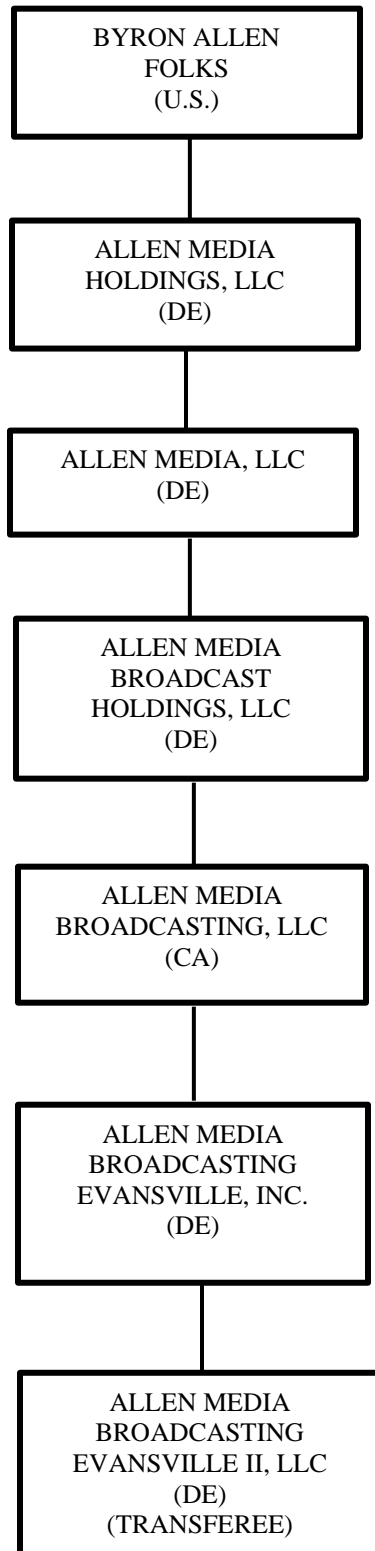 BYRON ALLEN
FOLKS
(U.S.)
ALLEN MEDIA
HOLDINGS, LLC
(DE)
ALLEN MEDIA, LLC
(DE)
ALLEN MEDIA
BROADCAST
HOLDINGS, LLC
(DE)
ALLEN MEDIA
BROADCASTING, LLC
(CA)
ALLEN MEDIA
BROADCASTING
EVANSVILLE, INC.
(DE)
ALLEN MEDIA
BROADCASTING
EVANSVILLE II, LLC
(DE)
(TRANSFEREE)